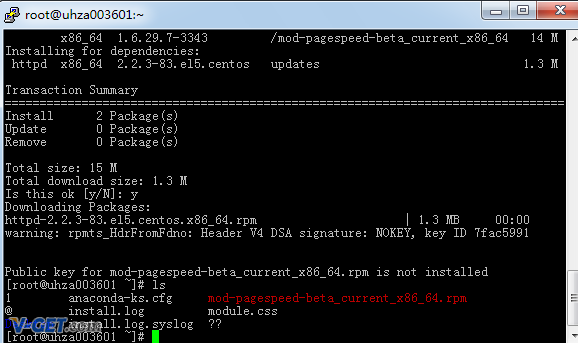 root@uhza003601:~
x86_64 1.6.29.7-3343 /mod-pagespeed-beta_current_x86_64 14 M
Installing for dependencies:
httpd x86_64 2.2.3-83.el5.centos updates 1.3 M
Transaction Summary
================================================================================
Install 2 Package(s)
Update 0 Package(s)
Remove 0 Package(s)
Total size: 15 M
Total download size: 1.3 M
Is this ok [y/N]: y
Downloading Packages:
httpd-2.2.3-83.el5.centos.x86_64.rpm | 1.3 MB 00:00
warning: rpmts_HdrFromFdno: Header V4 DSA signature: NOKEY, key ID 7fac5991
Public key for mod-pagespeed-beta_current_x86_64.rpm is not installed
[root@uhza003601 ~]# ls
1 anaconda-ks.cfg mod-pagespeed-beta_current_x86_64.rpm
@ install.log module.css
install.log.syslog ??
[root@uhza003601 ~]#
V-GET.com